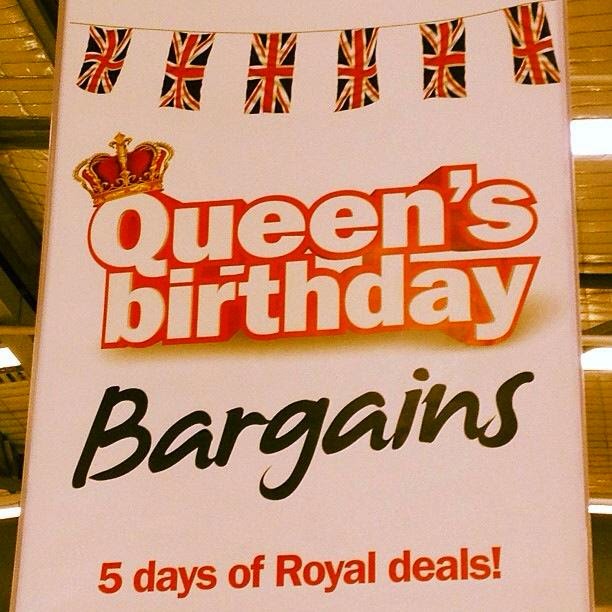 Queen's
birthday
Bargains
5 days of Royal deals!